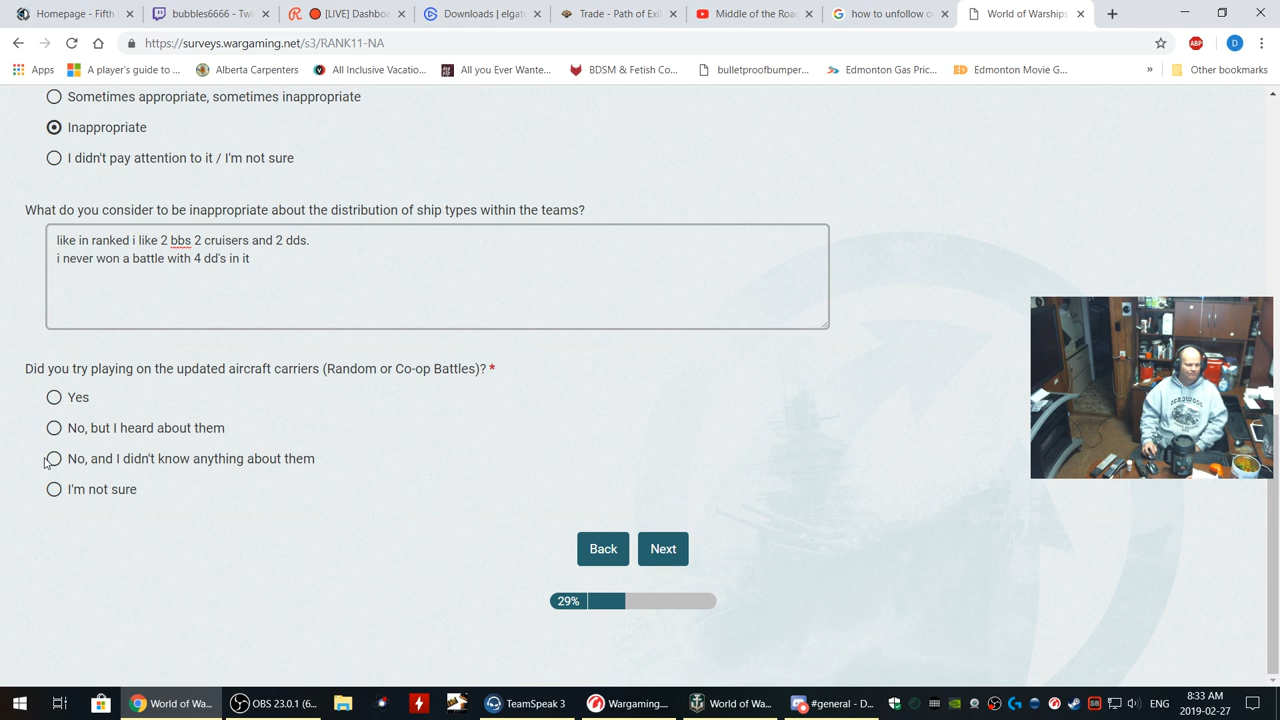 Homepage - Fifth
bubbles6666 - Twi
[LIVE] Dashboa
Downloads | elgat
Trade - Path of Exil
Middle of the Roa
how to unfollow o
World of Warships
https://surveys.wargaming.net/s3/RANK11-NA
ABP
D
Apps
A player's guide to ...
Alberta Carpenters
All Inclusive Vacatio...
All you Ever Wante...
BDSM & Fetish Co...
bulletproofbumper...
Edmonton Gas Pric...
ED Edmonton Movie G...
»
Other bookmarks
Sometimes appropriate, sometimes inappropriate
Inappropriate
I didn't pay attention to it / I'm not sure
What do you consider to be inappropriate about the distribution of ship types within the teams?
like in ranked i like 2 bbs 2 cruisers and 2 dds.
i never won a battle with 4 dd's in it
Did you try playing on the updated aircraft carriers (Random or Co-op Battles)? *
Yes
No, but I heard about them
No, and I didn't know anything about them
I'm not sure
Back
Next
29%
World of Wa...
OBS 23.0.1 (6...
TeamSpeak 3
Wargaming....
World of Wa...
#general - D...
ENG
8:33 AM
2019-02-27